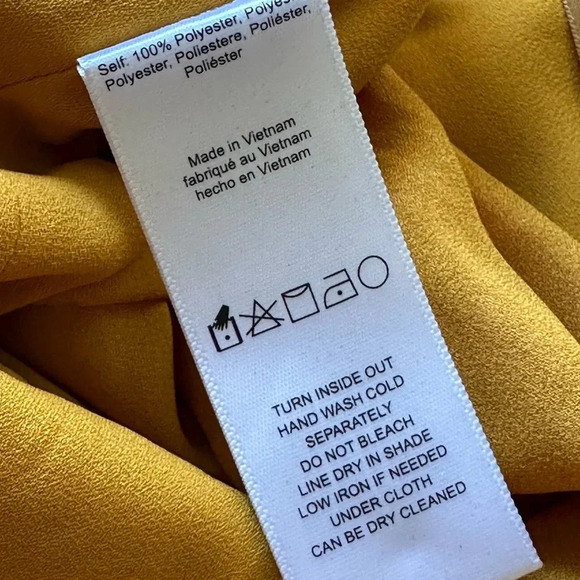 Self: 100% Polyester, Polyes
Polyester, Poliestere, Poliéster,
Poliéster
Made in Vietnam
fabriqué au Vietnam
hecho en Vietnam
TURN INSIDE OUT
HAND WASH COLD
SEPARATELY
DO NOT BLEACH
LINE DRY IN SHADE
LOW IRON IF NEEDED
UNDER CLOTH
CAN BE DRY CLEANED